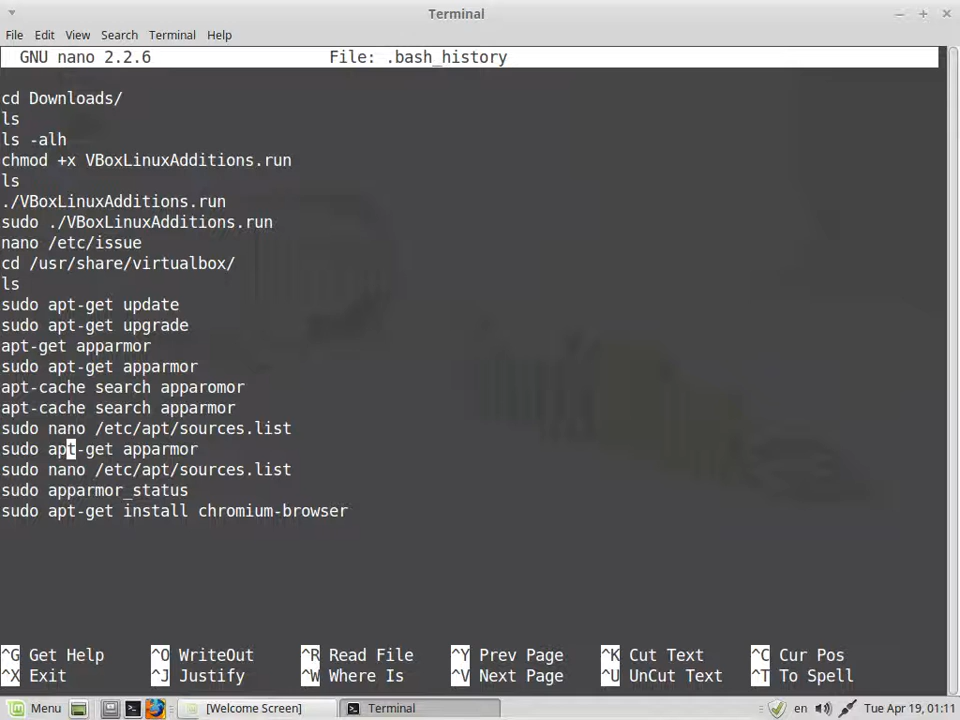 Terminal
File Edit View Search Terminal Help
GNU nano 2.2.6 File: .bash_history
cd Downloads/
ls
ls -alh
chmod +x VBoxLinuxAdditions.run
ls
./VBoxLinuxAdditions.run
sudo ./VBoxLinuxAdditions.run
nano /etc/issue
cd /usr/share/virtualbox/
ls
sudo apt-get update
sudo apt-get upgrade
apt-get apparmor
sudo apt-get apparmor
apt-cache search apparomor
apt-cache search apparmor
sudo nano /etc/apt/sources.list
sudo apt-get apparmor
sudo nano /etc/apt/sources.list
sudo apparmor_status
sudo apt-get install chromium-browser
^G Get Help ^O WriteOut ^R Read File ^Y Prev Page ^K Cut Text ^C Cur Pos
^X Exit ^J Justify ^W Where Is ^V Next Page ^U UnCut Text ^T To Spell
Menu [Welcome Screen] Terminal en Tue Apr 19, 01:11